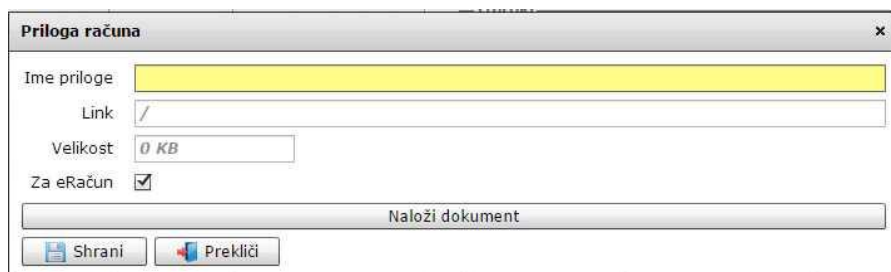 Priloga računa
x
Ime priloge
Link /
Velikost 0 KB
Za eRačun
Naloži dokument
Shrani Prekliči